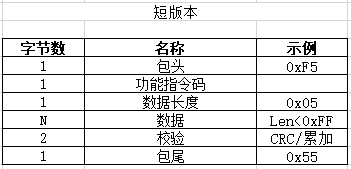 短版本
字节数 名称 示例
1 包头 0xF5
1 功能指令码
1 数据长度 0x05
N 数据 Len<0xFF
2 校验 CRC/累加
1 包尾 0x55